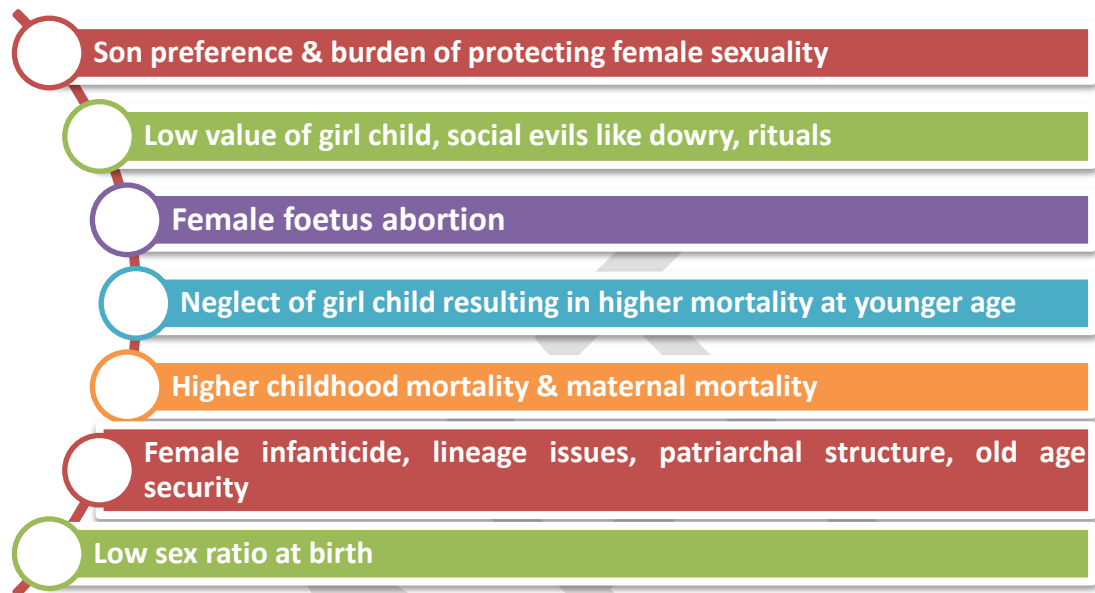 Son preference & burden of protecting female sexuality
Low value of girl child, social evils like dowry, rituals
Female foetus abortion
Neglect of girl child resulting in higher mortality at younger age
Higher childhood mortality & maternal mortality
Female infanticide, lineage issues, patriarchal structure, old age
security
Low sex ratio at birth